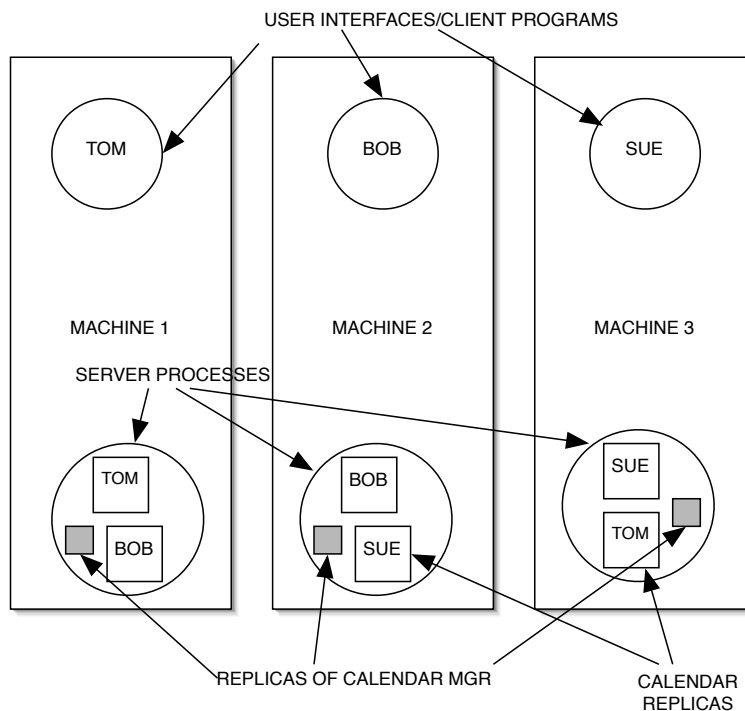 USER INTERFACES/CLIENT PROGRAMS
TOM
BOB
SUE
MACHINE 1
MACHINE 2
MACHINE 3
SERVER PROCESSES
TOM
BOB
BOB
SUE
SUE
TOM
REPLICAS OF CALENDAR MGR
CALENDAR
REPLICAS